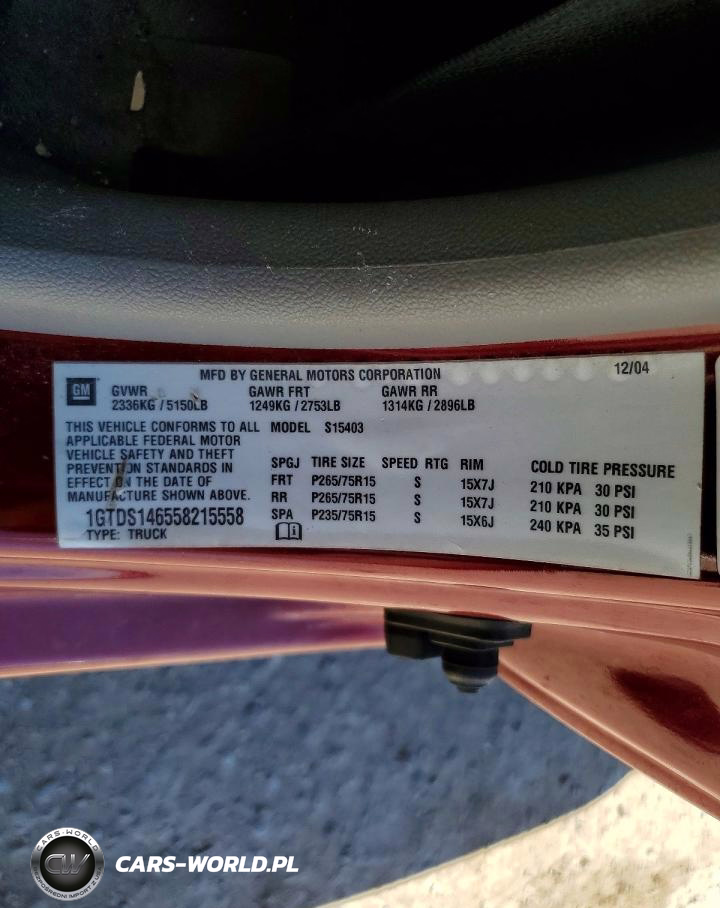 MFD BY GENERAL MOTORS CORPORATION 12/04
GM
GVWR GAWR FRT GAWR RR
2336KG / 5150LB 1249KG / 2753LB 1314KG / 2896LB
THIS VEHICLE CONFORMS TO ALL
APPLICABLE FEDERAL MOTOR
VEHICLE SAFETY AND THEFT
PREVENTION STANDARDS IN
EFFECT ON THE DATE OF
MANUFACTURE SHOWN ABOVE.
1GTDS146558215558
TYPE: TRUCK
MODEL S15403
SPGJ TIRE SIZE SPEED RTG RIM COLD TIRE PRESSURE
FRT P265/75R15 S 15X7J 210 KPA 30 PSI
RR P265/75R15 S 15X7J 210 KPA 30 PSI
SPA P235/75R15 S 15X6J 240 KPA 35 PSI
CARS-WORLD
CW
CARS-WORLD.PL